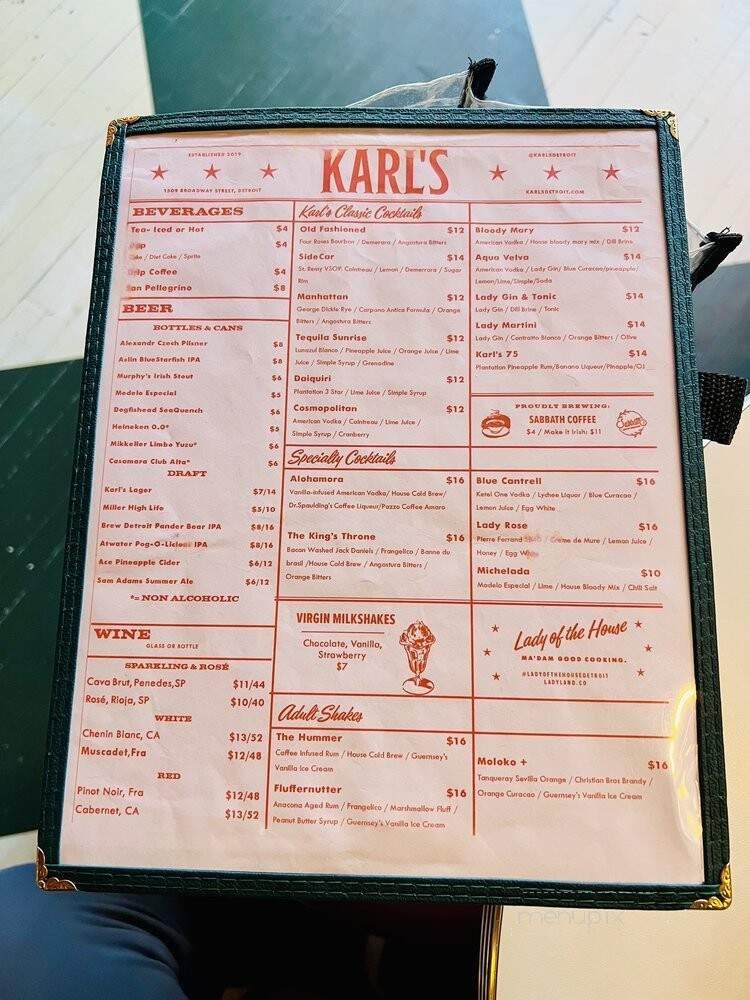 ESTABLISHED 2019
1509 BROADWAY STREET, DETROIT
KARL'S
@KARLSDETROIT
KARLSDETROIT.COM
BEVERAGES
Tea- Iced or Hot $4
$4
/ Diet Coke / Sprite
Drip Coffee $4
San Pellegrino $8
BEER
BOTTLES & CANS
Alexandr Czech Pilsner $8
Aslin BlueStarfish IPA $8
Murphy's Irish Stout $6
Modelo Especial $5
Dogfishead SeaQuench $6
Heineken 0.0* $5
Mikkeller Limbo Yuzu* $6
Casamara Club Alta* $6
DRAFT
Karl's Lager $7/14
Miller High Life $5/10
Brew Detroit Pander Bear IPA $8/16
Atwater Pog-O-Licious IPA $8/16
Ace Pineapple Cider $6/12
Sam Adams Summer Ale $6/12
*= NON ALCOHOLIC
WINE
GLASS OR BOTTLE
SPARKLING & ROSÉ
Cava Brut, Penedes,SP $11/44
Rosé, Rioja, SP $10/40
WHITE
Chenin Blanc, CA $13/52
Muscadet,Fra $12/48
RED
Pinot Noir, Fra $12/48
Cabernet, CA $13/52
Karl's Classic Cocktails
Old Fashioned $12
Four Roses Bourbon / Demerara / Angostura Bitters
SideCar $14
St. Remy VSOP, Cointreau / Lemon / Demerara / Sugar
Rim
Manhattan $12
George Dickle Rye / Carpano Antica Formula / Orange
Bitters / Angostura Bitters
Tequila Sunrise $12
Lunazul Blanco / Pineapple Juice / Orange Juice / Lime
Juice / Simple Syrup / Grenadine
Daiquiri $12
Plantation 3 Star / Lime Juice / Simple Syrup
Cosmopolitan $12
American Vodka / Cointreau / Lime Juice /
Simple Syrup / Cranberry
Bloody Mary $12
American Vodka / House bloody mary mix / Dill Brine
Aqua Velva $14
American Vodka / Lady Gin/ Blue Curacao/pineapple/
Lemon/Lime/Simple/Soda
Lady Gin & Tonic $14
Lady Gin / Dill Brine / Tonic
Lady Martini $14
Lady Gin / Contratto Bianco / Orange Bitters / Olive
Karl's 75 $14
Plantation Pineapple Rum/Banana Liqueur/Pinapple/OJ
PROUDLY BREWING:
SABBATH COFFEE
$4 / Make it Irish: $11
Sabbath
Specialty Cocktails
Alohamora $16
Vanilla-infused American Vodka/ House Cold Brew/
Dr.Spaulding's Coffee Liqueur/Pazzo Coffee Amaro
The King's Throne $16
Bacon Washed Jack Daniels / Frangelico / Banne du
brasil /House Cold Brew / Angostura Bitters /
Orange Bitters
Blue Cantrell $16
Ketel One Vodka / Lychee Liquor / Blue Curacao /
Lemon Juice / Egg White
Lady Rose $16
Pierre Ferrand / Creme de Mure / Lemon Juice /
Honey / Egg White
Michelada $10
Modelo Especial / Lime / House Bloody Mix / Chili Salt
VIRGIN MILKSHAKES
Chocolate, Vanilla,
Strawberry
$7
Lady of the House
MA'DAM GOOD COOKING.
@LADYOFTHEHOUSEDETROIT
LADYLAND.CO
Adult Shakes
The Hummer $16
Coffee Infused Rum / House Cold Brew / Guernsey's
Vanilla Ice Cream
Fluffernutter $16
Anacona Aged Rum / Frangelico / Marshmallow Fluff /
Peanut Butter Syrup / Guernsey's Vanilla Ice Cream
Moloko + $16
Tanqueray Sevilla Orange / Christian Bros Brandy /
Orange Curacao / Guernsey's Vanilla Ice Cream
menupix